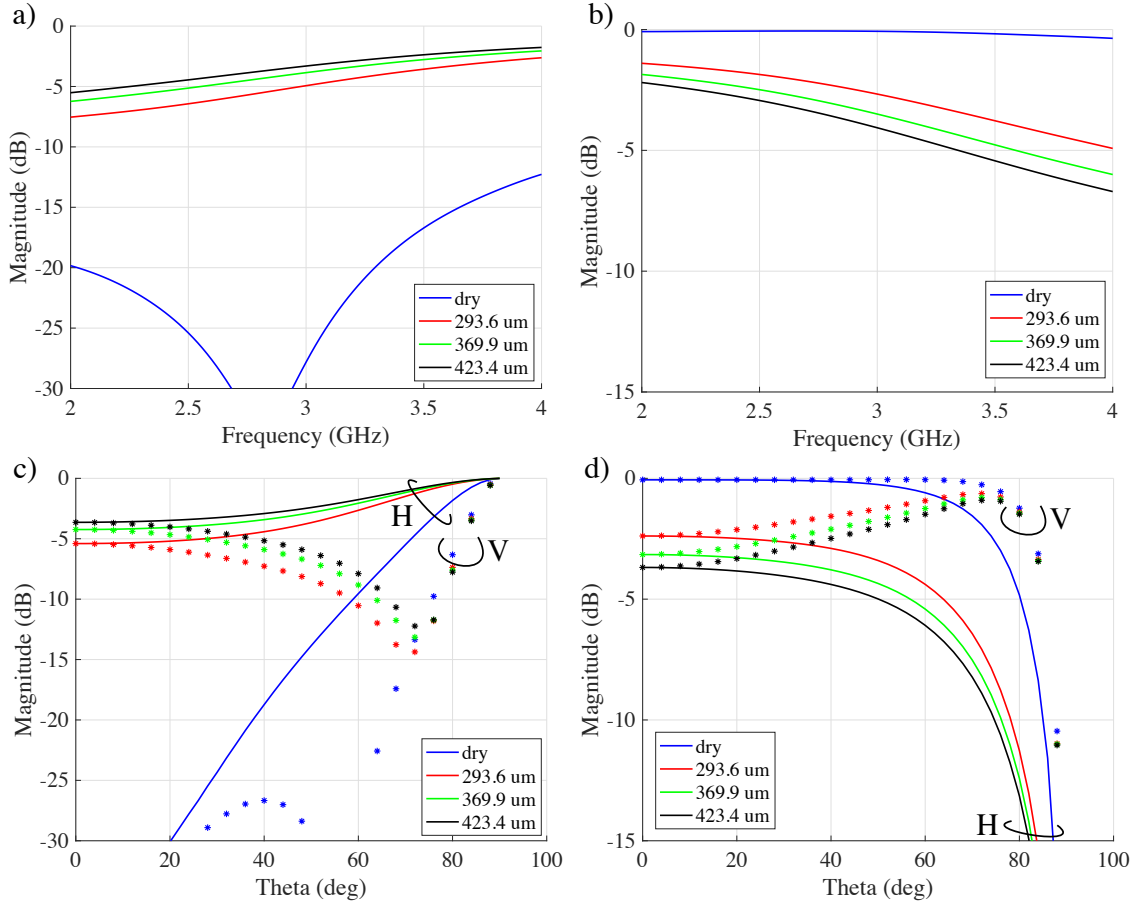 a)
0
-5
-10
-15
-20
-25
-30
Magnitude (dB)
2
2.5
3
3.5
4
Frequency (GHz)
dry
293.6 um
369.9 um
423.4 um
b)
0
-5
-10
-15
Magnitude (dB)
2
2.5
3
3.5
4
Frequency (GHz)
dry
293.6 um
369.9 um
423.4 um
c)
0
-5
-10
-15
-20
-25
-30
Magnitude (dB)
0
20
40
60
80
100
Theta (deg)
H
V
dry
293.6 um
369.9 um
423.4 um
d)
0
-5
-10
-15
Magnitude (dB)
0
20
40
60
80
100
Theta (deg)
V
H
dry
293.6 um
369.9 um
423.4 um